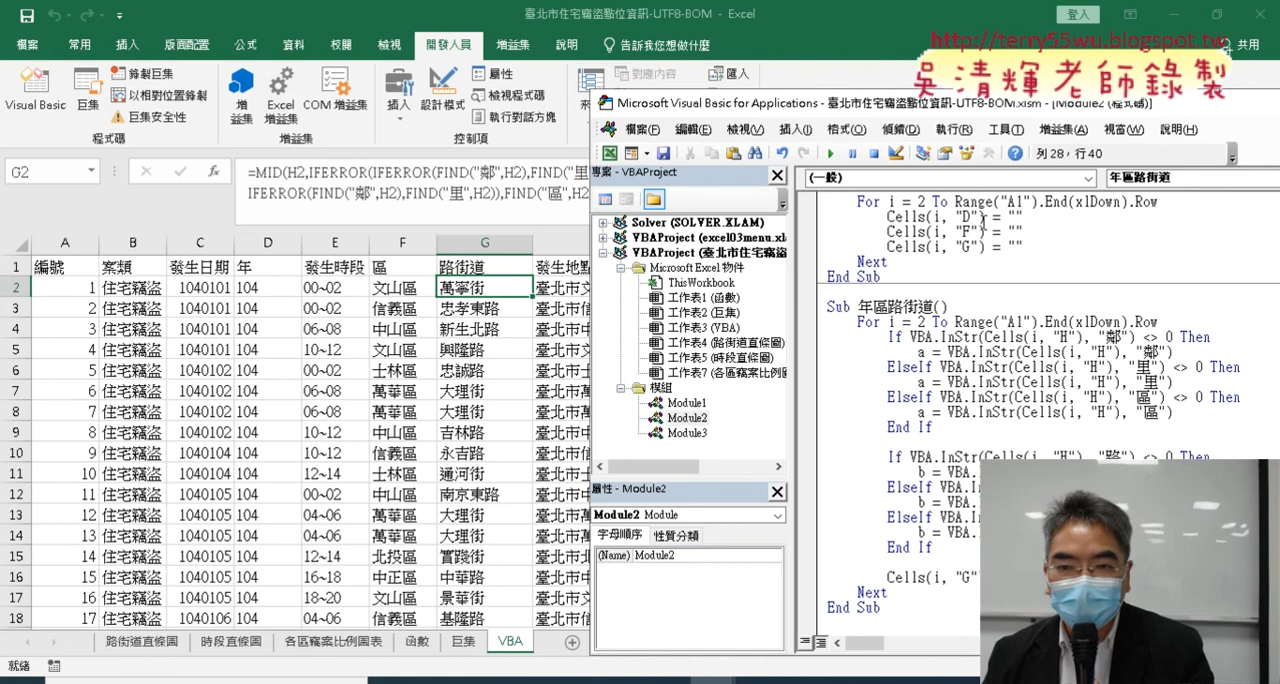 臺北市住宅竊盜點位資訊-UTF8-BOM - Excel
登入
http://terry55wu.blogspot.tw
吳清輝老師錄製
檔案 常用 插入 版面配置 公式 資料 校閱 檢視 開發人員 增益集 說明 告訴我您想做什麼 共用
Visual Basic 巨集 錄製巨集 以相對位置錄製 巨集安全性
程式碼
增益集 Excel 增益集 COM 增益集
增益集
插入 設計模式 屬性 檢視程式碼 執行對話方塊
控制項
對應內容 匯入
G2
=MID(H2,IFERROR(IFERROR(FIND("鄰",H2),FIND("里
IFERROR(FIND("鄰",H2),FIND("里",H2)),FIND("區",H2
A B C D E F G
1 編號 案類 發生日期 年 發生時段 區 路街道 發生地點
2 1 住宅竊盜 1040101 104 00~02 文山區 萬寧街 臺北市文
3 2 住宅竊盜 1040101 104 00~02 信義區 忠孝東路 臺北市信
4 3 住宅竊盜 1040101 104 06~08 中山區 新生北路 臺北市中
5 4 住宅竊盜 1040101 104 10~12 文山區 興隆路 臺北市文
6 5 住宅竊盜 1040101 104 00~02 士林區 忠誠路 臺北市士
7 6 住宅竊盜 1040102 104 06~08 萬華區 大理街 臺北市萬
8 7 住宅竊盜 1040102 104 06~08 萬華區 大理街 臺北市萬
9 8 住宅竊盜 1040102 104 10~12 中山區 吉林路 臺北市中
10 9 住宅竊盜 1040102 104 10~12 信義區 永吉路 臺北市信
11 10 住宅竊盜 1040102 104 12~14 士林區 通河街 臺北市士
12 11 住宅竊盜 1040105 104 00~02 中山區 南京東路 臺北市中
13 12 住宅竊盜 1040105 104 04~06 萬華區 大理街 臺北市萬
14 13 住宅竊盜 1040105 104 04~06 萬華區 大理街 臺北市萬
15 14 住宅竊盜 1040105 104 12~14 北投區 實踐街 臺北市北
16 15 住宅竊盜 1040105 104 16~18 中正區 中華路 臺北市中
17 16 住宅竊盜 1040105 104 18~20 文山區 景華街 臺北市文
18 17 住宅竊盜 1040106 104 04~06 信義區 基隆路 臺北市信
路街道直條圖 時段直條圖 各區竊案比例圖表 函數 巨集 VBA
就緒
Microsoft Visual Basic for Applications - 臺北市住宅竊盜點位資訊-UTF8-BOM.xlsm - [Module2 (程式碼)]
檔案(F) 編輯(E) 檢視(V) 插入(I) 格式(O) 偵錯(D) 執行(R) 工具(T) 增益集(A) 視窗(W) 說明(H)
列 28，行 40
專案 - VBAProject
Solver (SOLVER.XLAM)
VBAProject (excel03menu.xl
VBAProject (臺北市住宅竊盜
Microsoft Excel 物件
ThisWorkbook
工作表1 (函數)
工作表2 (巨集)
工作表3 (VBA)
工作表4 (路街道直條圖)
工作表5 (時段直條圖)
工作表7 (各區竊案比例圖
模組
Module1
Module2
Module3
屬性 - Module2
Module2 Module
字母順序 性質分類
(Name) Module2
(一般) 年區路街道
For i = 2 To Range("A1").End(xlDown).Row
Cells(i, "D") = ""
Cells(i, "F") = ""
Cells(i, "G") = ""
Next
End Sub
Sub 年區路街道()
For i = 2 To Range("A1").End(xlDown).Row
If VBA.InStr(Cells(i, "H"), "鄰") <> 0 Then
a = VBA.InStr(Cells(i, "H"), "鄰")
ElseIf VBA.InStr(Cells(i, "H"), "里") <> 0 Then
a = VBA.InStr(Cells(i, "H"), "里")
ElseIf VBA.InStr(Cells(i, "H"), "區") <> 0 Then
a = VBA.InStr(Cells(i, "H"), "區")
End If
If VBA.InStr(Cells(i, "H"), "路") <> 0 Then
b = VBA.
ElseIf VBA.I
b = VBA.
ElseIf VBA.I
b = VBA.
End If
Cells(i, "G"
Next
End Sub